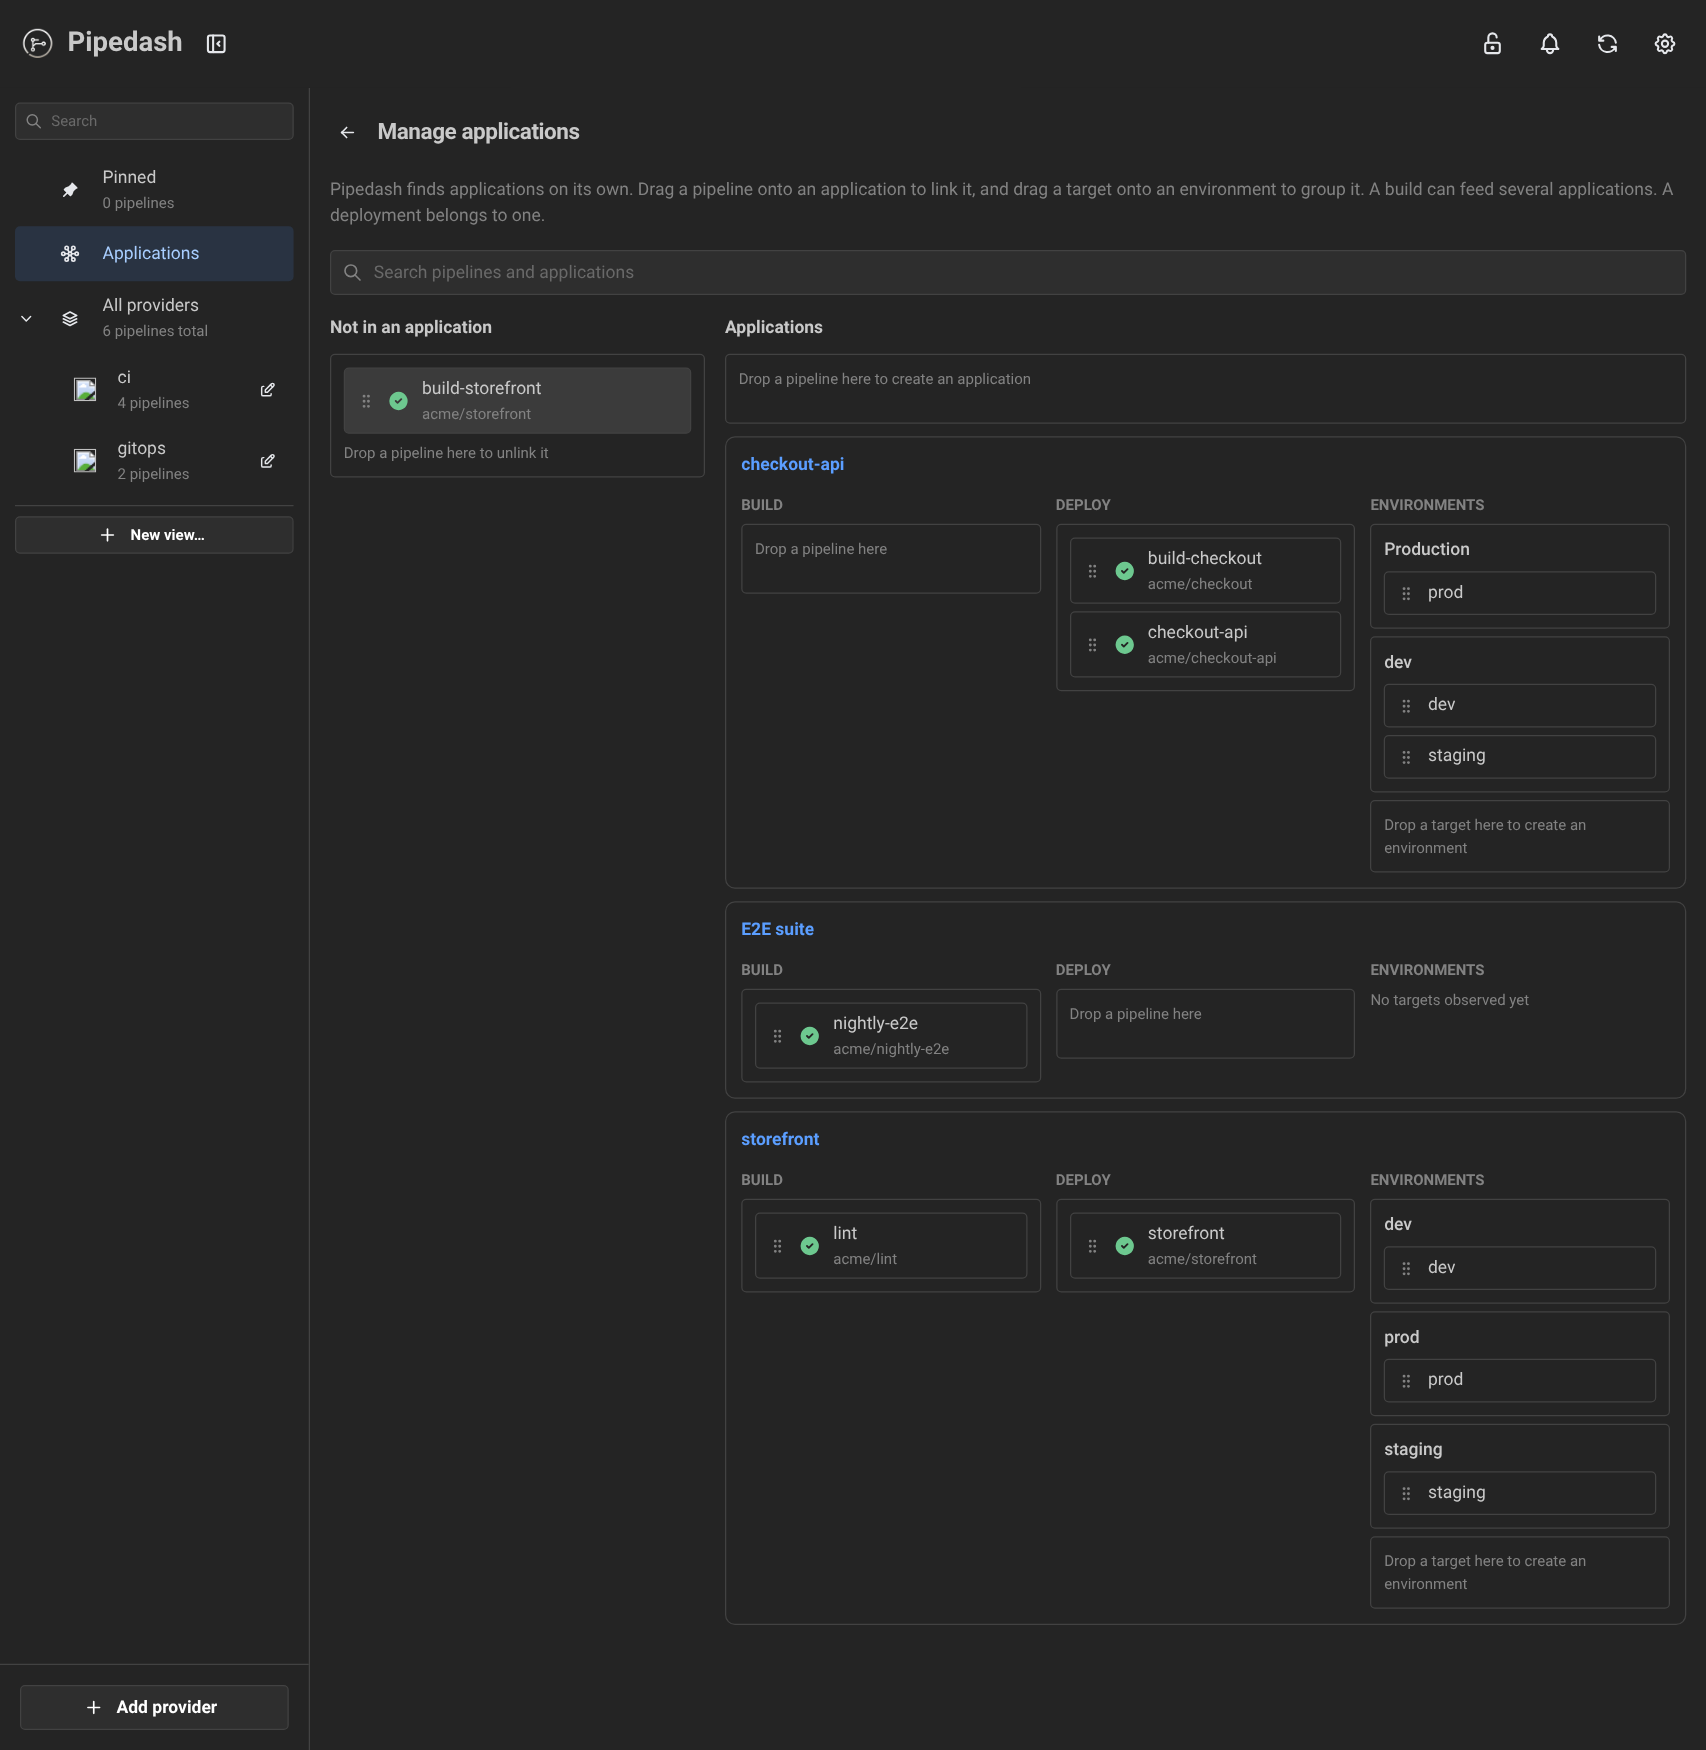 Pipedash
Search
Pinned
0 pipelines
Applications
All providers
6 pipelines total
ci
4 pipelines
gitops
2 pipelines
New view...
Add provider
Manage applications
Pipedash finds applications on its own. Drag a pipeline onto an application to link it, and drag a target onto an environment to group it. A build can feed several applications. A
deployment belongs to one.
Search pipelines and applications
Not in an application
build-storefront
acme/storefront
Drop a pipeline here to unlink it
Applications
Drop a pipeline here to create an application
checkout-api
BUILD
Drop a pipeline here
DEPLOY
build-checkout
acme/checkout
checkout-api
acme/checkout-api
ENVIRONMENTS
Production
prod
dev
dev
staging
Drop a target here to create an
environment
E2E suite
BUILD
nightly-e2e
acme/nightly-e2e
DEPLOY
Drop a pipeline here
ENVIRONMENTS
No targets observed yet
storefront
BUILD
lint
acme/lint
DEPLOY
storefront
acme/storefront
ENVIRONMENTS
dev
dev
prod
prod
staging
staging
Drop a target here to create an
environment